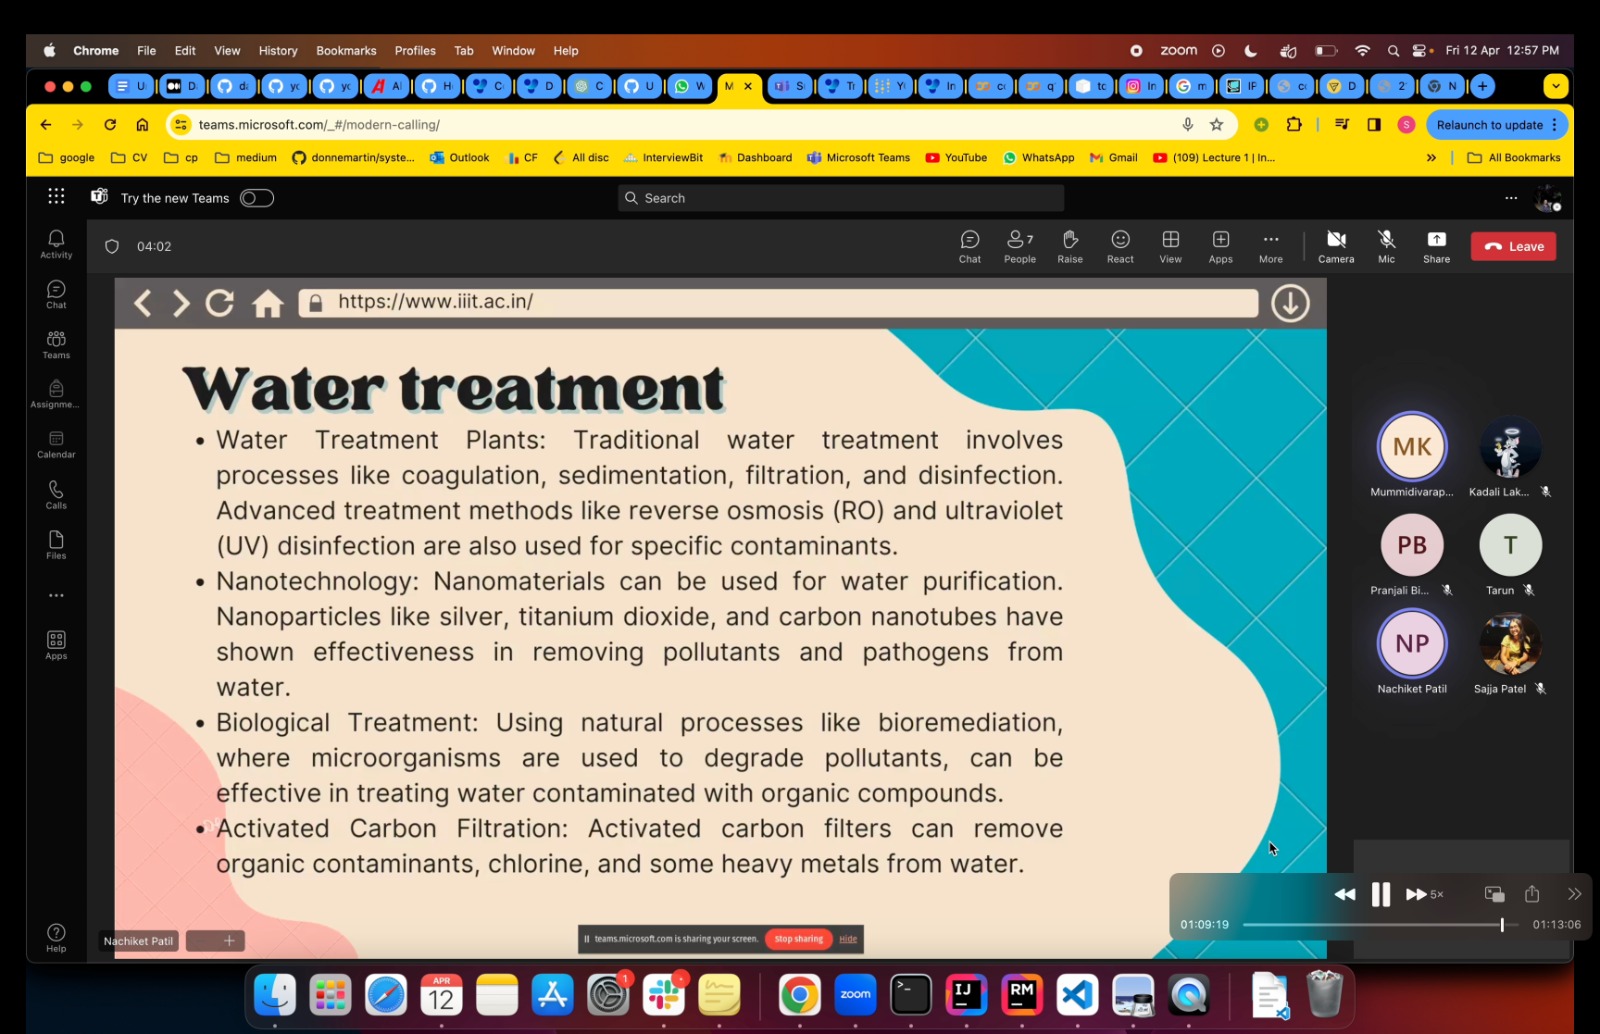 Chrome File Edit View History Bookmarks Profiles Tab Window Help
zoom Fri 12 Apr 12:57 PM
teams.microsoft.com/_#/modern-calling/
Relaunch to update
google CV cp medium donnemartin/syste... Outlook CF All disc InterviewBit Dashboard Microsoft Teams YouTube WhatsApp Gmail (109) Lecture 1 | In... » All Bookmarks
Try the new Teams
Search
Activity
Chat
Teams
Assignme...
Calendar
Calls
Files
Apps
Help
04:02
Chat People 7 Raise React View Apps More Camera Mic Share Leave
https://www.iiit.ac.in/
Water treatment
• Water Treatment Plants: Traditional water treatment involves
processes like coagulation, sedimentation, filtration, and disinfection.
Advanced treatment methods like reverse osmosis (RO) and ultraviolet
(UV) disinfection are also used for specific contaminants.
• Nanotechnology: Nanomaterials can be used for water purification.
Nanoparticles like silver, titanium dioxide, and carbon nanotubes have
shown effectiveness in removing pollutants and pathogens from
water.
• Biological Treatment: Using natural processes like bioremediation,
where microorganisms are used to degrade pollutants, can be
effective in treating water contaminated with organic compounds.
• Activated Carbon Filtration: Activated carbon filters can remove
organic contaminants, chlorine, and some heavy metals from water.
MK
Mummidivarap... Kadali Lak...
PB T
Pranjali Bi... Tarun
NP
Nachiket Patil Sajja Patel
5×
01:09:19 01:13:06
Nachiket Patil
teams.microsoft.com is sharing your screen. Stop sharing Hide
APR
12
1
zoom
IJ
RM